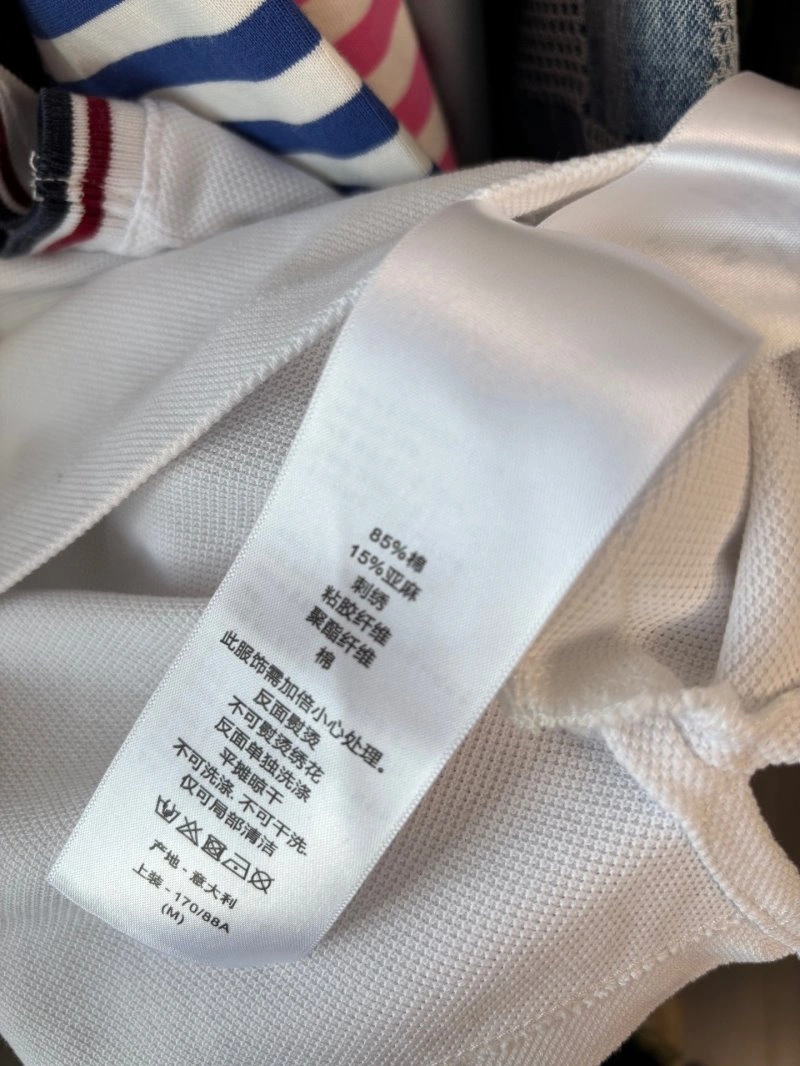 85%棉
15%亚麻
刺绣
粘胶纤维
聚酯纤维
棉
此服饰需加倍小心处理。
反面熨烫
不可熨烫绣花
反面单独洗涤
平摊晾干
不可洗涤. 不可干洗.
仅可局部清洁
产地 - 意大利
上装 - 170/88A
(M)